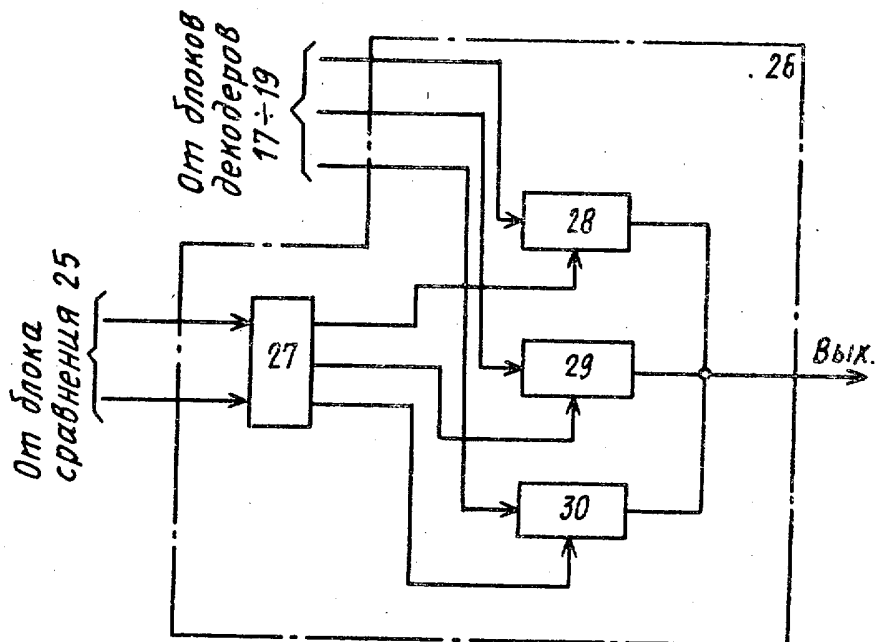 От блоков
декодеров
17÷19
. 26
28
От блока
сравнения 25
27
29
Вых.
30